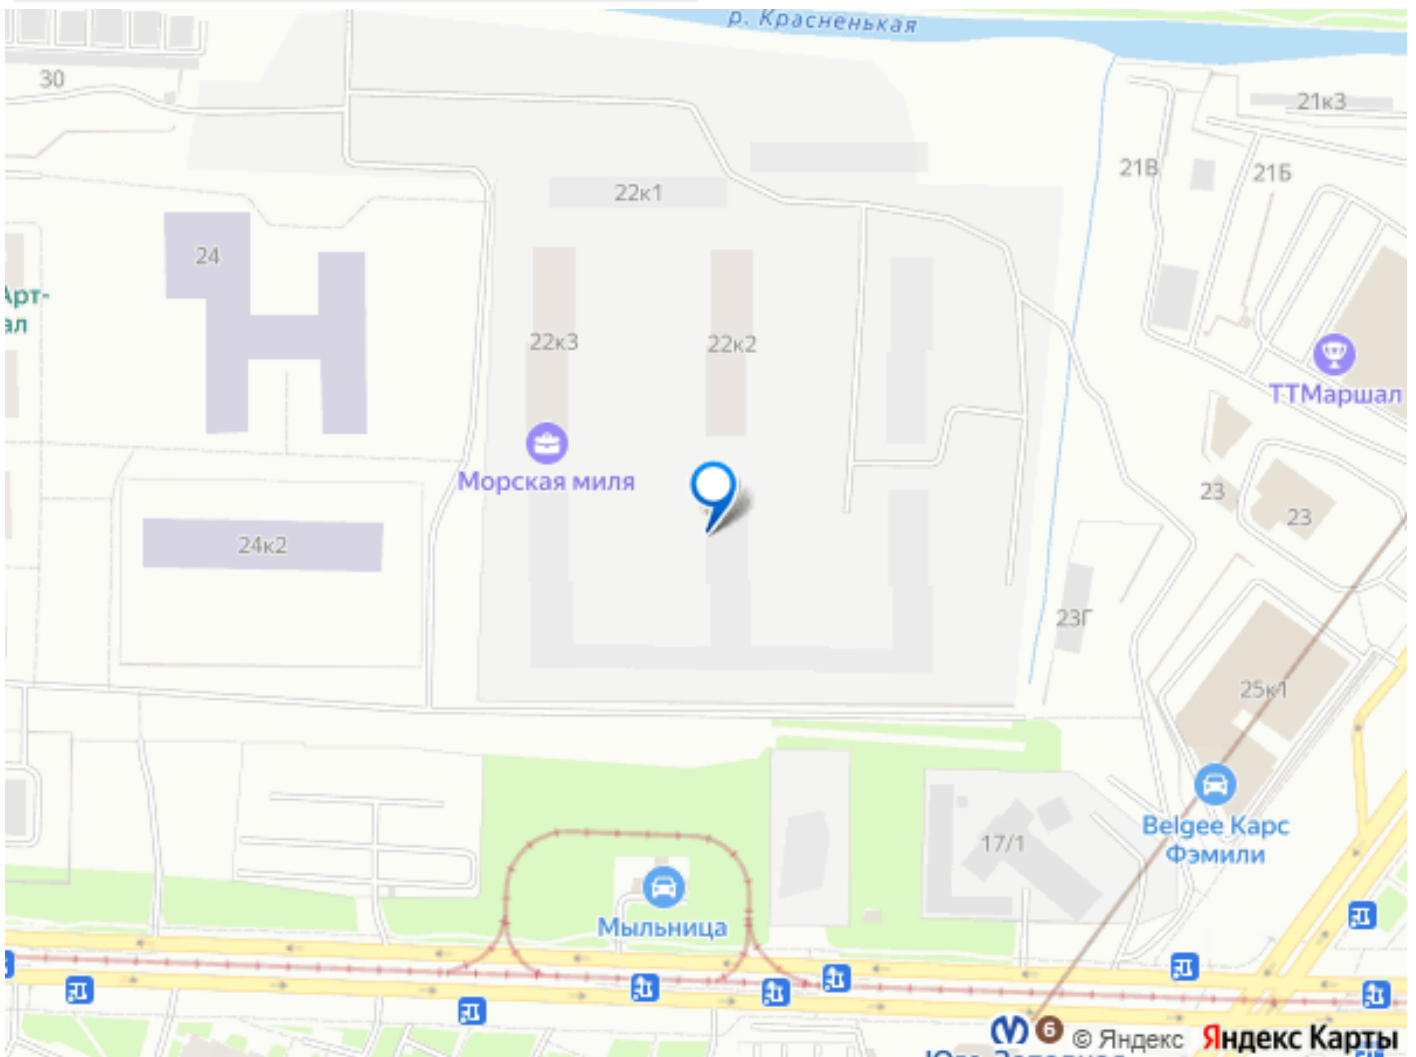 р. Красненькая
30
21к3
21В
21Б
22к1
24
Арт-
ал
22к3
22к2
ТТМаршал
Морская миля
23
23
24к2
23Г
25к1
Belgee Карс
Фэмили
17/1
Мыльница
6
© Яндекс
Яндекс Карты